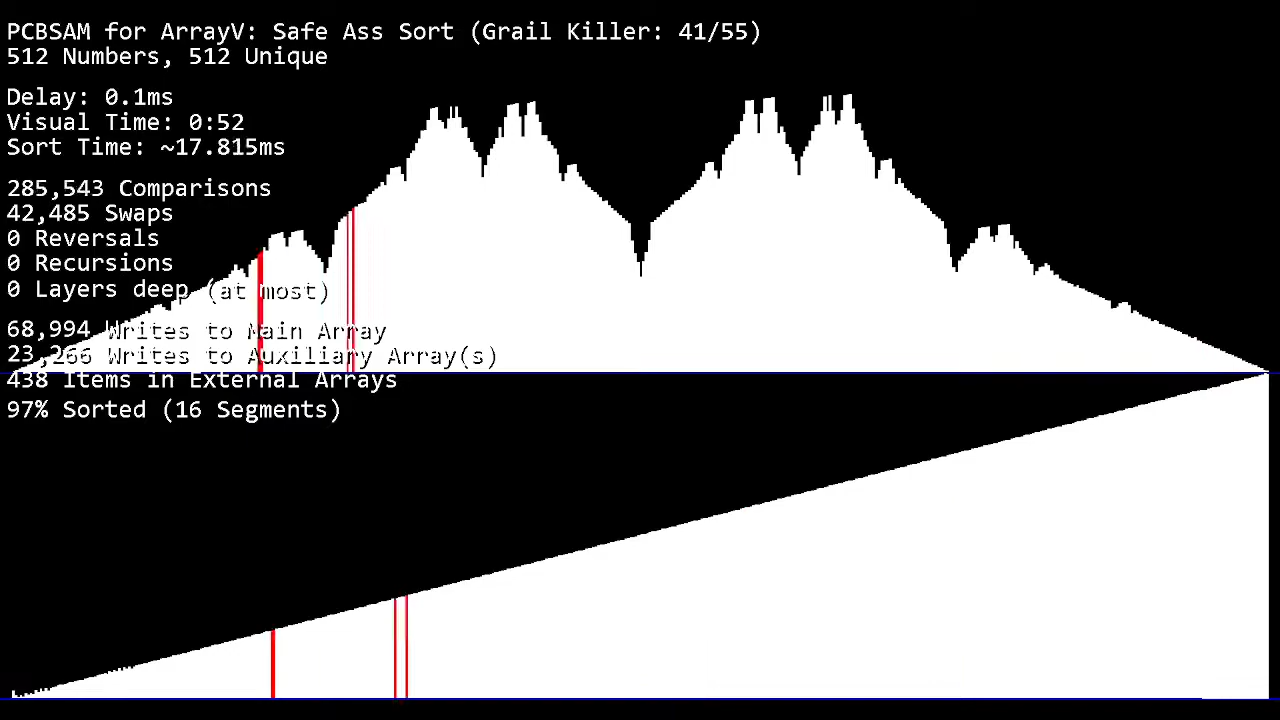 PCBSAM for ArrayV: Safe Ass Sort (Grail Killer: 41/55)
512 Numbers, 512 Unique
Delay: 0.1ms
Visual Time: 0:52
Sort Time: ~17.815ms
285,543 Comparisons
42,485 Swaps
0 Reversals
0 Recursions
0 Layers deep (at most)
68,994 Writes to Main Array
23,266 Writes to Auxiliary Array(s)
438 Items in External Arrays
97% Sorted (16 Segments)